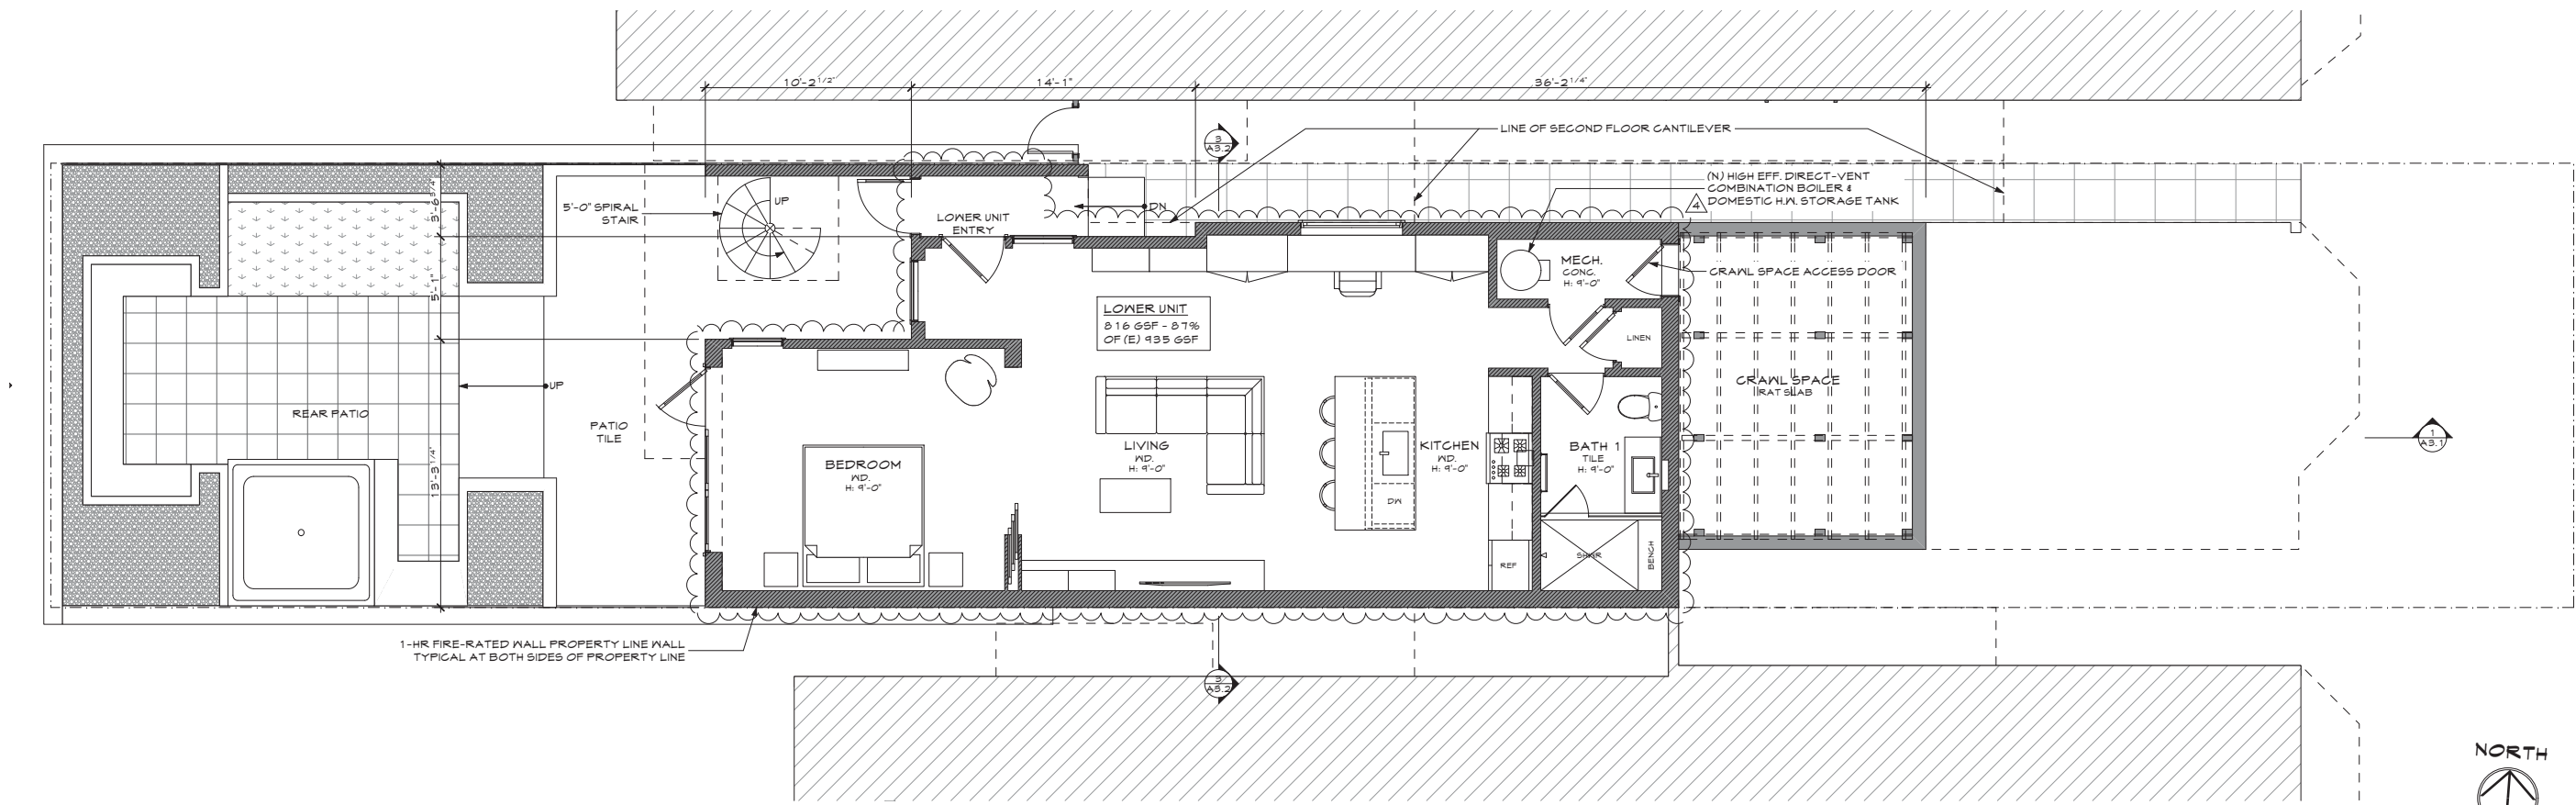 10'-2 1/2"
14'-1"
36'-2 1/4"
LINE OF SECOND FLOOR CANTILEVER
3
A3.2
(N) HIGH EFF. DIRECT-VENT
COMBINATION BOILER &
DOMESTIC H.W. STORAGE TANK
4
3'-6 3/4"
5'-0" SPIRAL
STAIR
UP
LOWER UNIT
ENTRY
DN
MECH.
CONC.
H: 9'-0"
CRAWL SPACE ACCESS DOOR
5'-1"
LOWER UNIT
816 GSF - 87%
OF (E) 935 GSF
LINEN
UP
CRAWL SPACE
RAT SLAB
REAR PATIO
PATIO
TILE
BEDROOM
WD.
H: 9'-0"
LIVING
WD.
H: 9'-0"
KITCHEN
WD.
H: 9'-0"
BATH 1
TILE
H: 9'-0"
1
A3.1
13'-3 1/4"
DW
REF
SHWR
BENCH
1-HR FIRE-RATED WALL PROPERTY LINE WALL
TYPICAL AT BOTH SIDES OF PROPERTY LINE
3
A3.2
NORTH